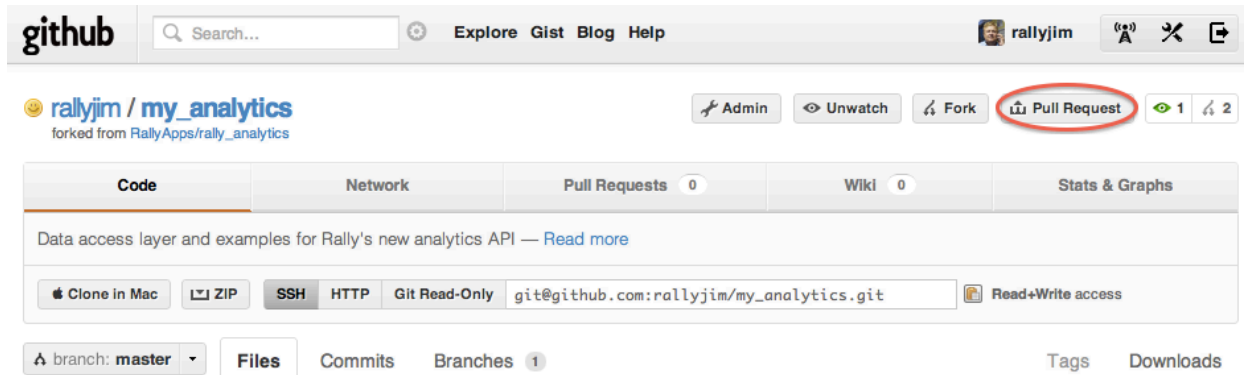 github Search... Explore Gist Blog Help rallyjim
rallyjim / my_analytics Admin Unwatch Fork Pull Request 1 2
forked from RallyApps/rally_analytics
Code Network Pull Requests 0 Wiki 0 Stats & Graphs
Data access layer and examples for Rally's new analytics API — Read more
Clone in Mac ZIP SSH HTTP Git Read-Only git@github.com:rallyjim/my_analytics.git Read+Write access
branch: master Files Commits Branches 1 Tags Downloads